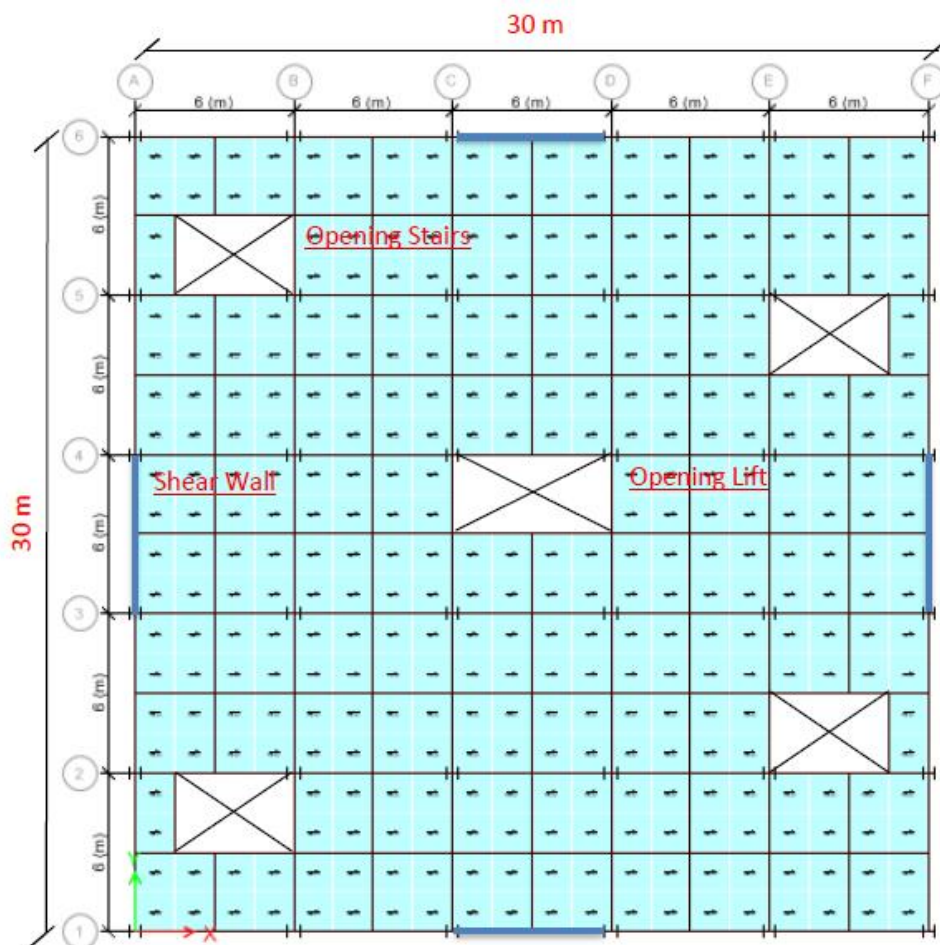 30 m
A B C D E F
6 (m) 6 (m) 6 (m) 6 (m) 6 (m)
6
6 (m)
Opening Stairs
5
6 (m)
4
Shear Wall
Opening Lift
30 m
6 (m)
3
6 (m)
2
6 (m)
Y
X
1